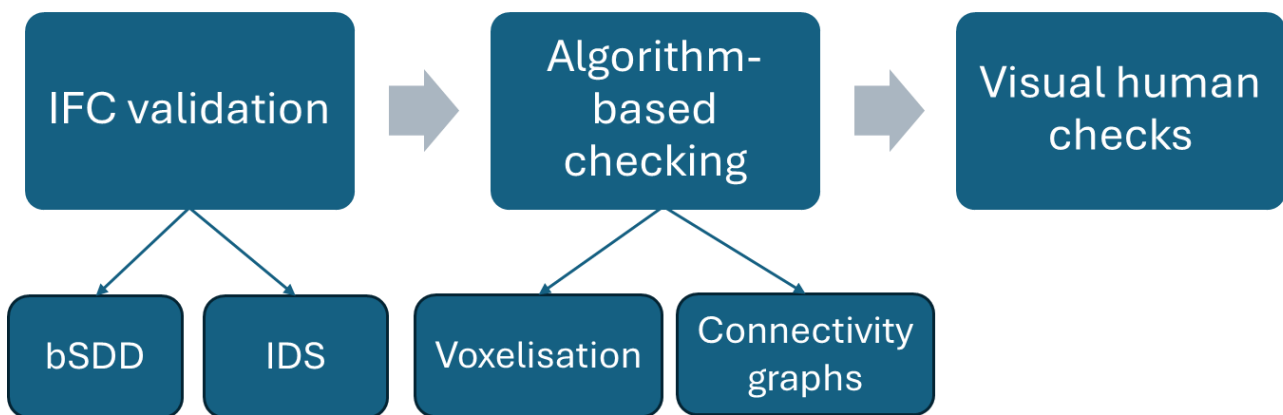 IFC validation
Algorithm-
based
checking
Visual human
checks
bSDD
IDS
Voxelisation
Connectivity
graphs